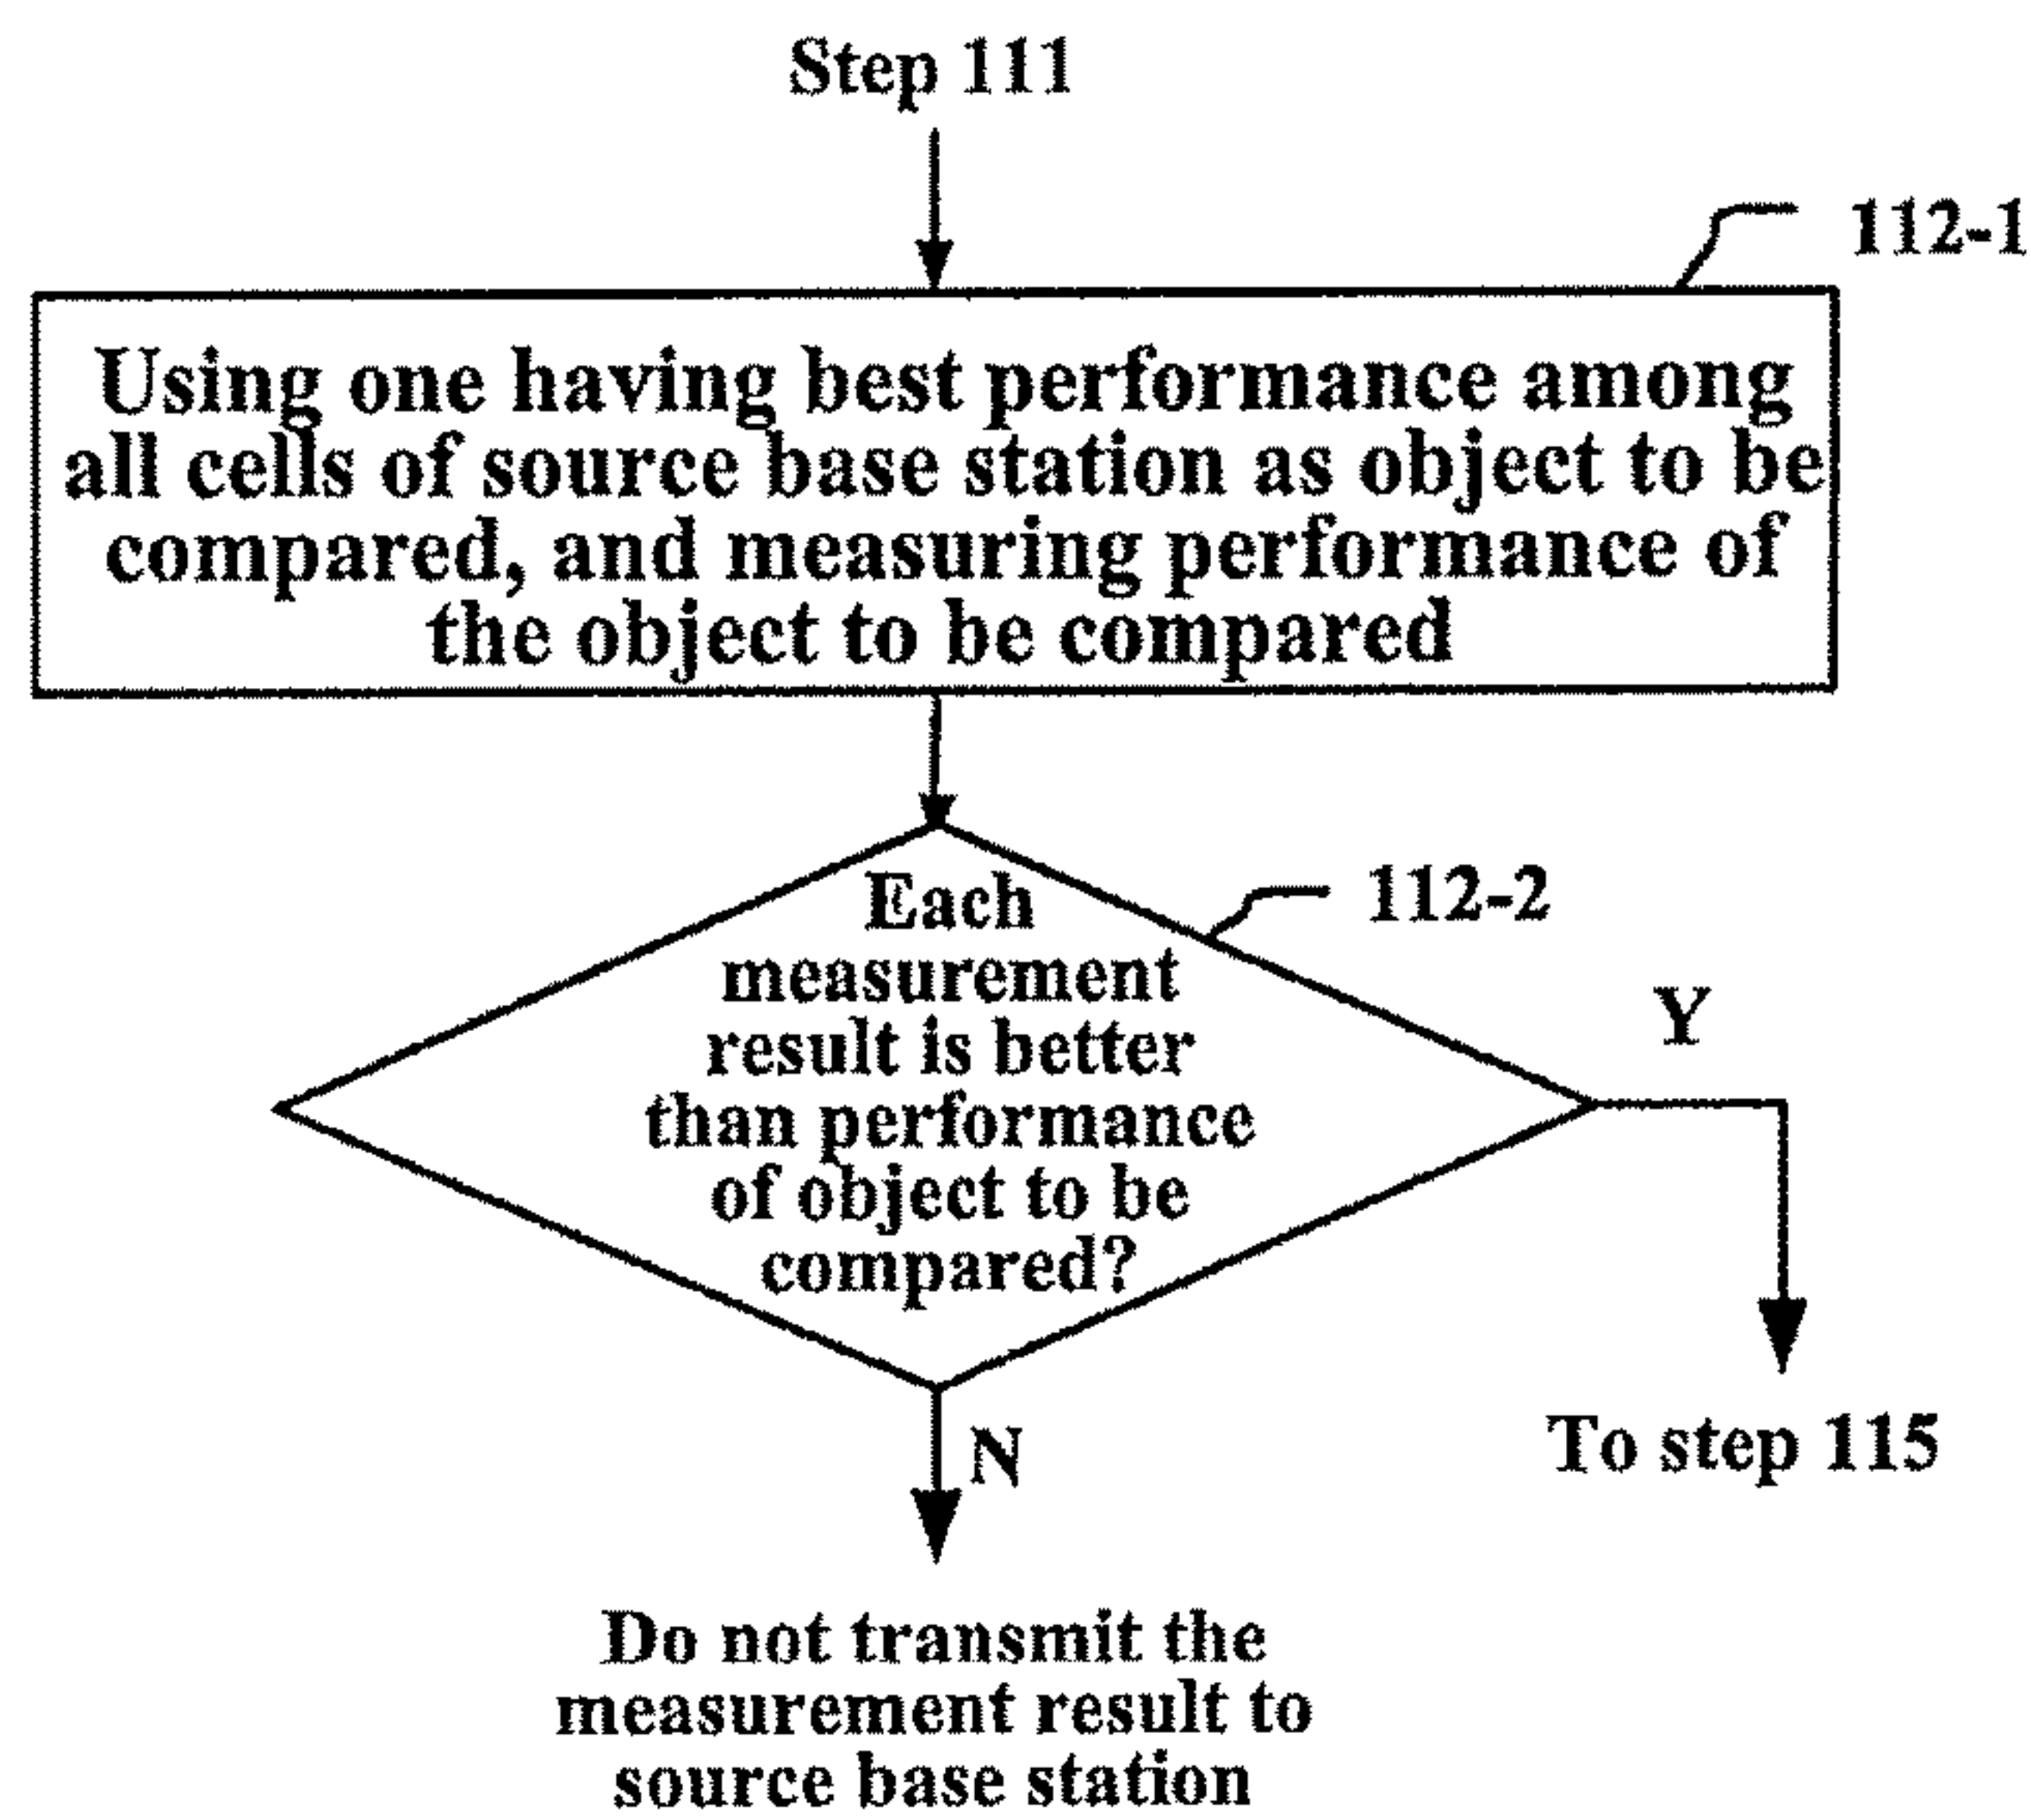 Step 111
112-1
Using one having best performance among
all cells of source base station as object to be
compared, and measuring performance of
the object to be compared
112-2
Each
measurement
result is better
than performance
of object to be
compared?
Y
N
To step 115
Do not transmit the
measurement result to
source base station